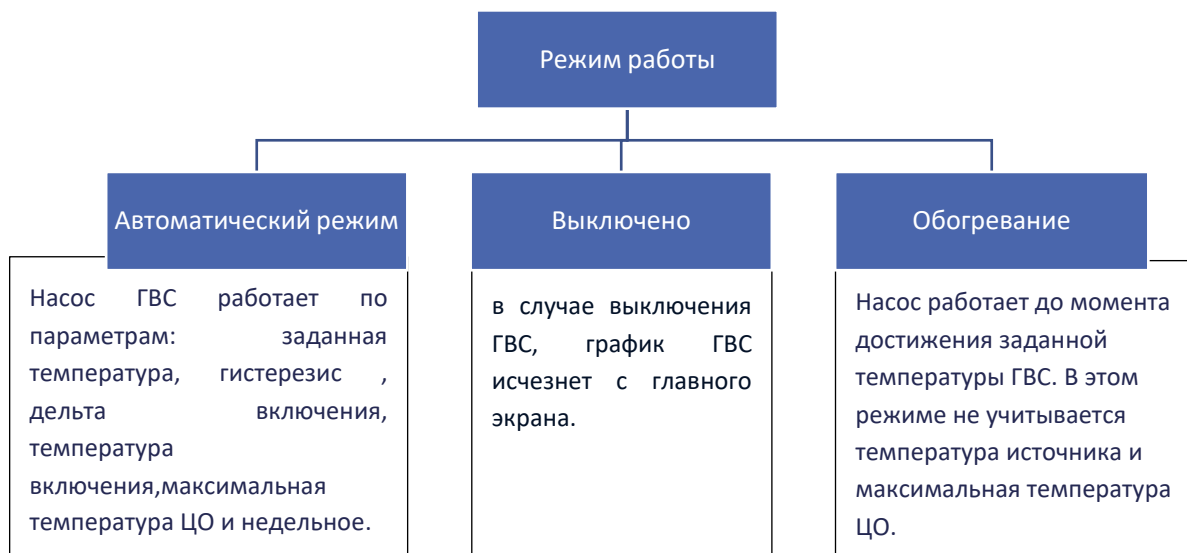 Режим работы
Автоматический режим
Насос ГВС работает по
параметрам: заданная
температура, гистерезис ,
дельта включения,
температура
включения,максимальная
температура ЦО и недельное.
Выключено
в случае выключения
ГВС, график ГВС
исчезнет с главного
экрана.
Обогревание
Насос работает до момента
достижения заданной
температуры ГВС. В этом
режиме не учитывается
температура источника и
максимальная температура
ЦО.